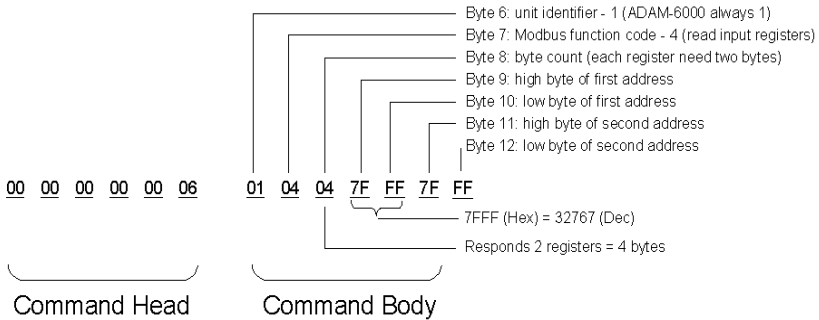 Byte 6: unit identifier - 1 (ADAM-6000 always 1)
Byte 7: Modbus function code - 4 (read input registers)
Byte 8: byte count (each register need two bytes)
Byte 9: high byte of first address
Byte 10: low byte of first address
Byte 11: high byte of second address
Byte 12: low byte of second address
00 00 00 00 00 06 01 04 04 7F FF 7F FF
7FFF (Hex) = 32767 (Dec)
Responds 2 registers = 4 bytes
Command Head Command Body